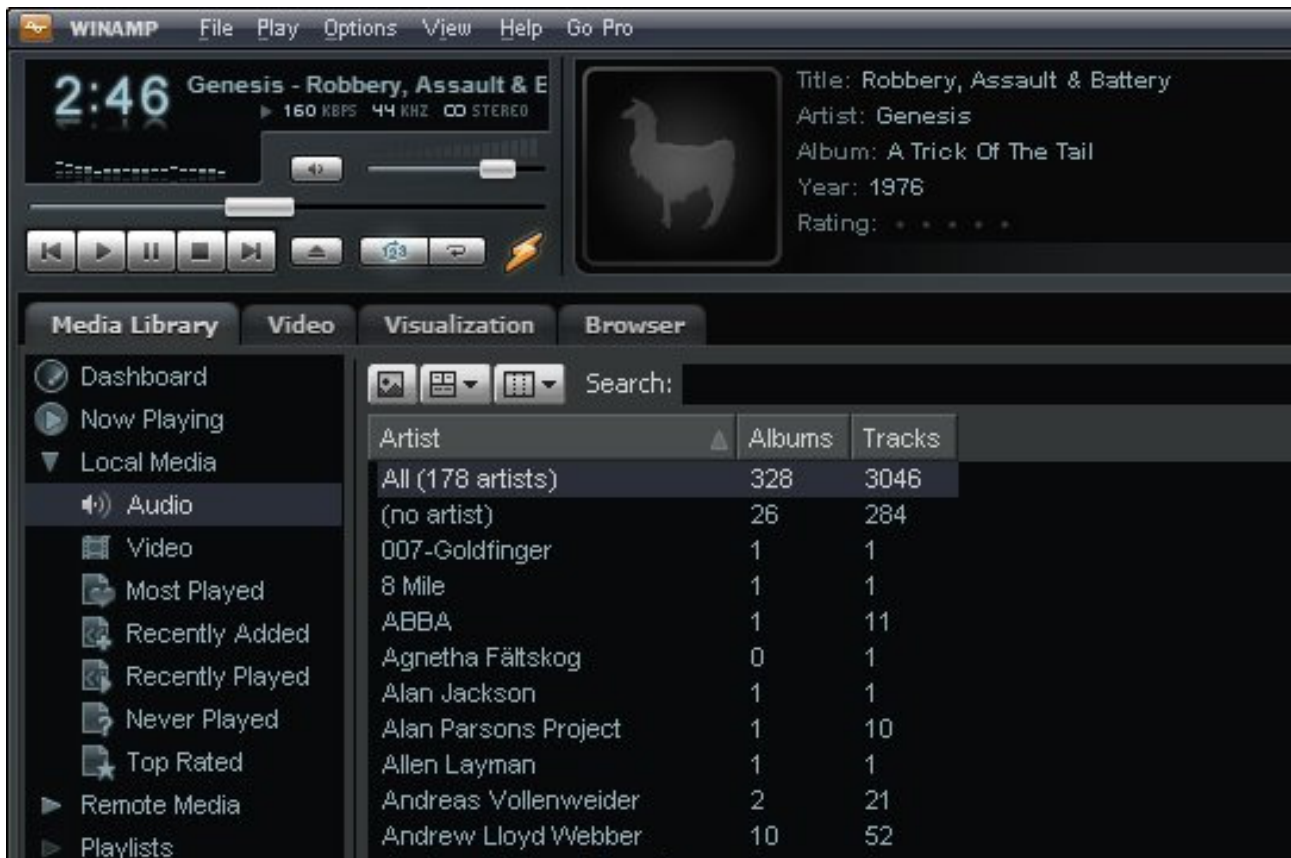 WINAMP File Play Options View Help Go Pro
2:46 Genesis - Robbery, Assault & E
160 KBPS 44 KHZ STEREO
Title: Robbery, Assault & Battery
Artist: Genesis
Album: A Trick Of The Tail
Year: 1976
Rating:
123
Media Library Video Visualization Browser
Dashboard
Now Playing
Local Media
Audio
Video
Most Played
Recently Added
Recently Played
Never Played
Top Rated
Remote Media
Playlists
Search:
Artist Albums Tracks
All (178 artists) 328 3046
(no artist) 26 284
007-Goldfinger 1 1
8 Mile 1 1
ABBA 1 11
Agnetha Fältskog 0 1
Alan Jackson 1 1
Alan Parsons Project 1 10
Allen Layman 1 1
Andreas Vollenweider 2 21
Andrew Lloyd Webber 10 52